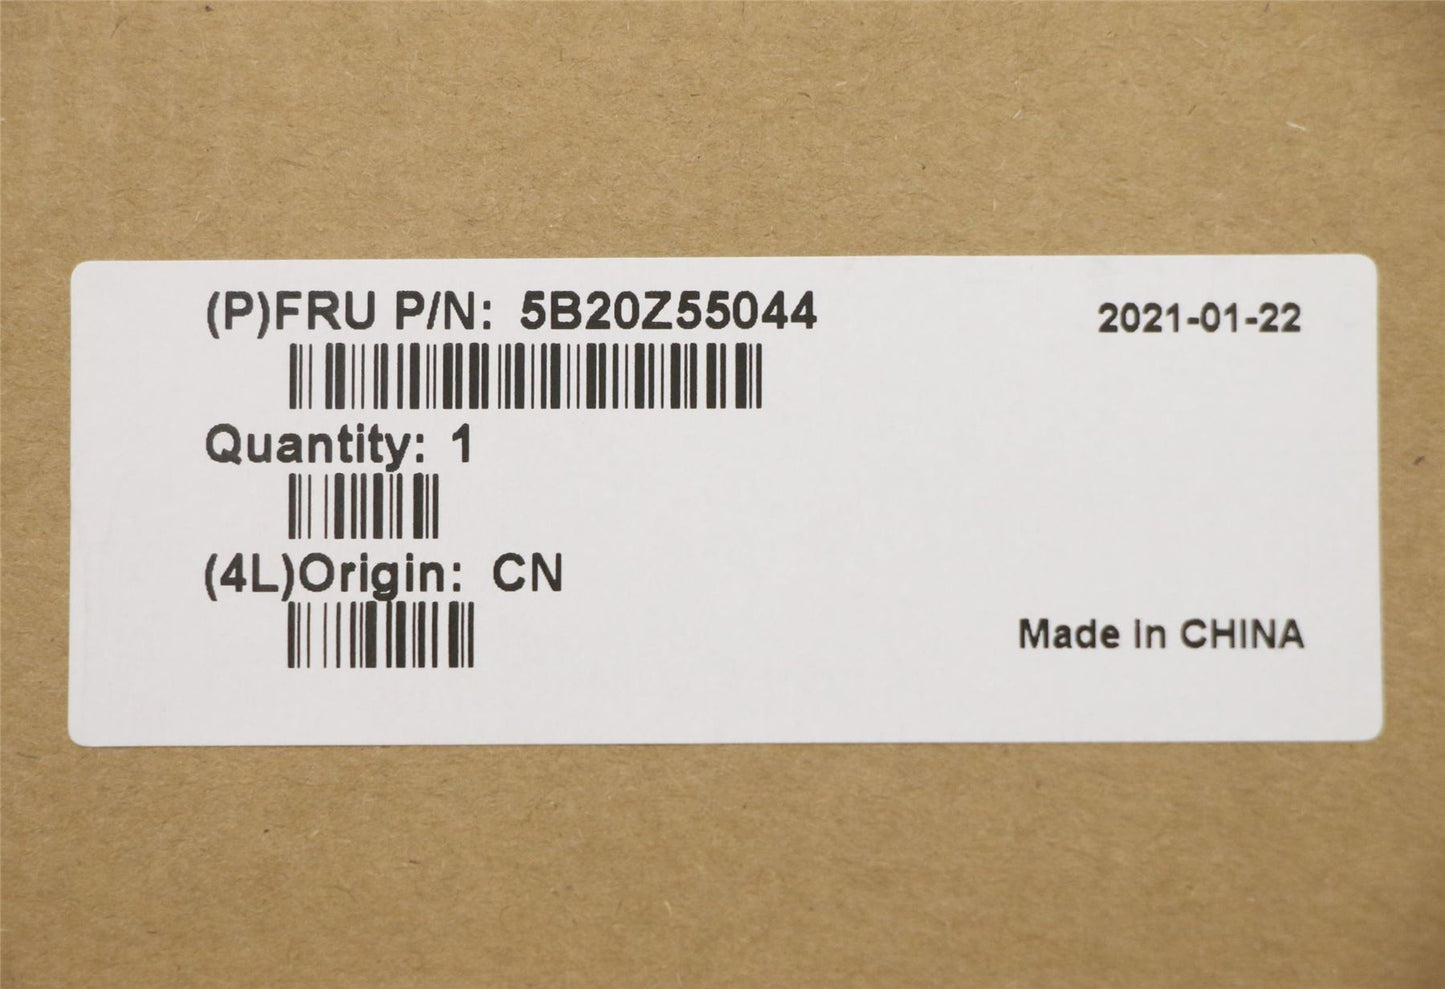 (P)FRU P/N: 5B20Z55044
2021-01-22
Quantity: 1
(4L)Origin: CN
Made In CHINA